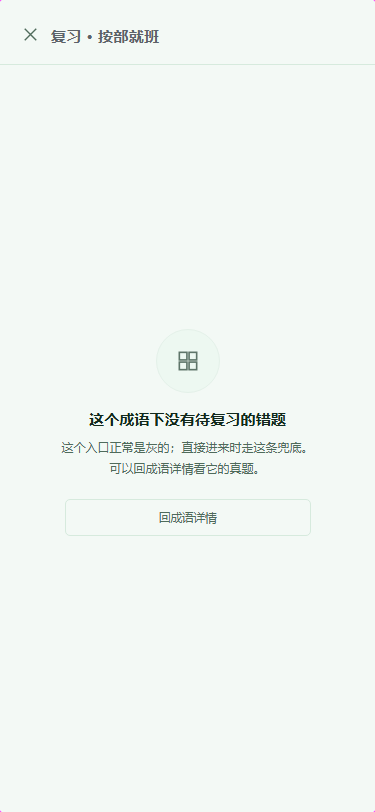 复习 • 按部就班
这个成语下没有待复习的错题
这个入口正常是灰的；直接进来时走这条兜底。
可以回成语详情看它的真题。
回成语详情